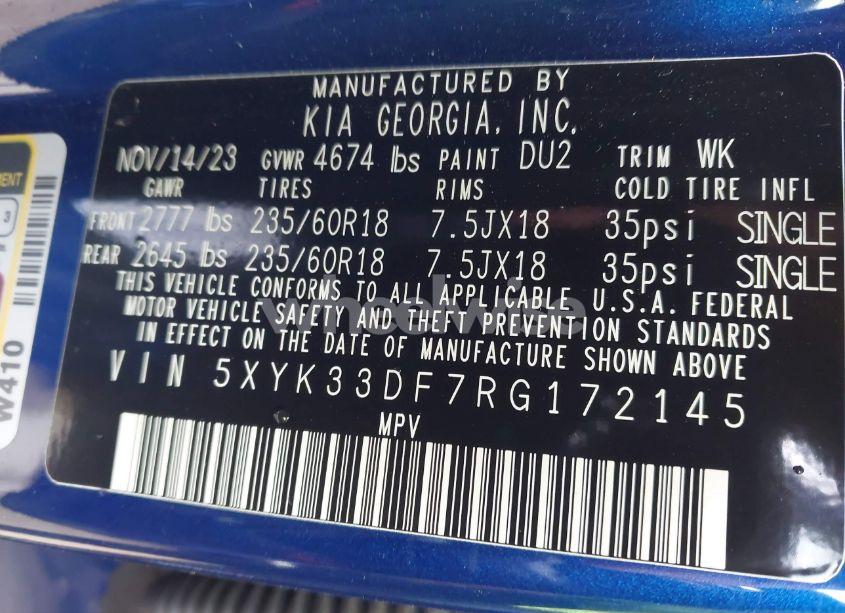 MANUFACTURED BY
KIA GEORGIA, INC.
NOV/14/23 GVWR 4674 lbs PAINT DU2 TRIM WK
GAWR TIRES RIMS COLD TIRE INFL
FRONT 2777 lbs 235/60R18 7.5JX18 35psi SINGLE
REAR 2645 lbs 235/60R18 7.5JX18 35psi SINGLE
THIS VEHICLE CONFORMS TO ALL APPLICABLE U.S.A. FEDERAL
MOTOR VEHICLE SAFETY AND THEFT PREVENTION STANDARDS
IN EFFECT ON THE DATE OF MANUFACTURE SHOWN ABOVE
VIN 5XYK33DF7RG172145
MPV
W410
3
wheelwise